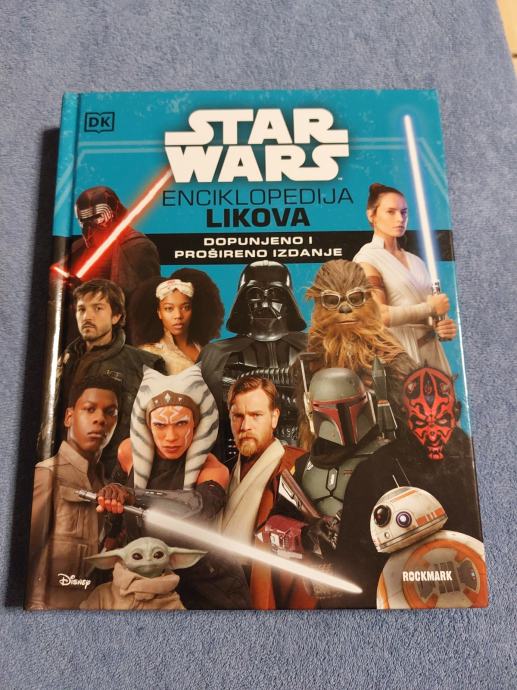 DK
STAR
WARS
ENCIKLOPEDIJA
LIKOVA
DOPUNJENO I
PROŠIRENO IZDANJE
Disney
ROCKMARK